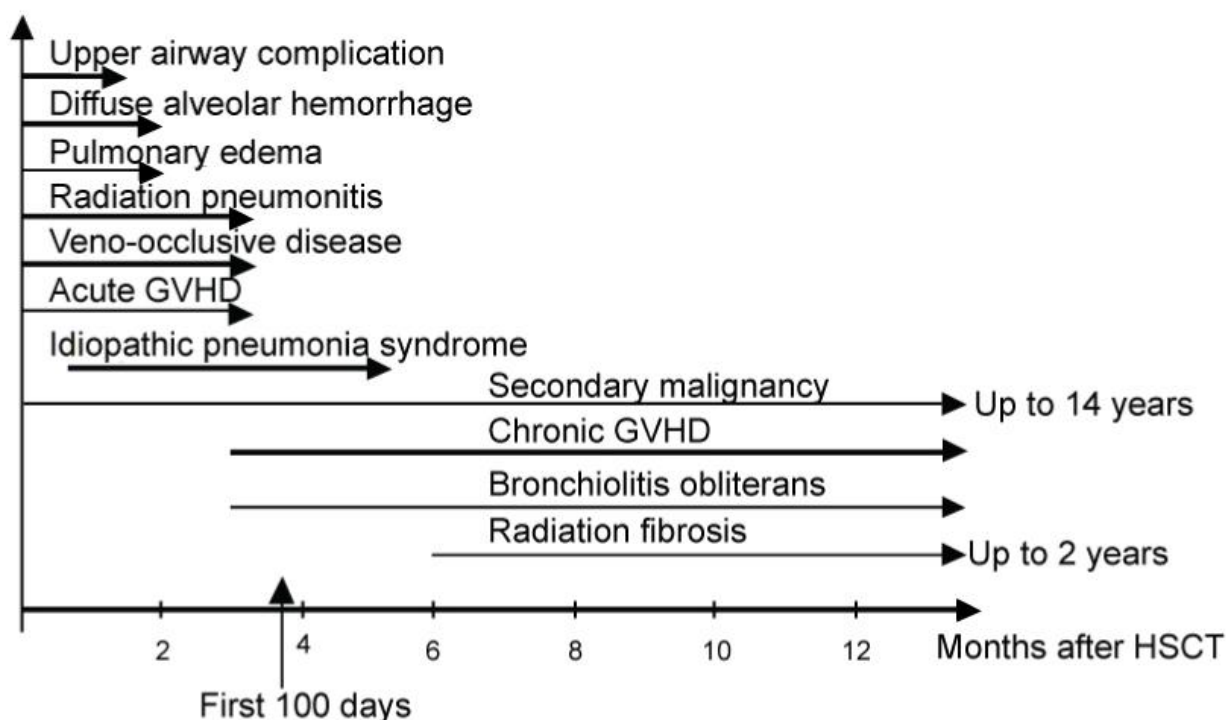 Upper airway complication
Diffuse alveolar hemorrhage
Pulmonary edema
Radiation pneumonitis
Veno-occlusive disease
Acute GVHD
Idiopathic pneumonia syndrome
Secondary malignancy
Up to 14 years
Chronic GVHD
Bronchiolitis obliterans
Radiation fibrosis
Up to 2 years
2 4 6 8 10 12 Months after HSCT
First 100 days